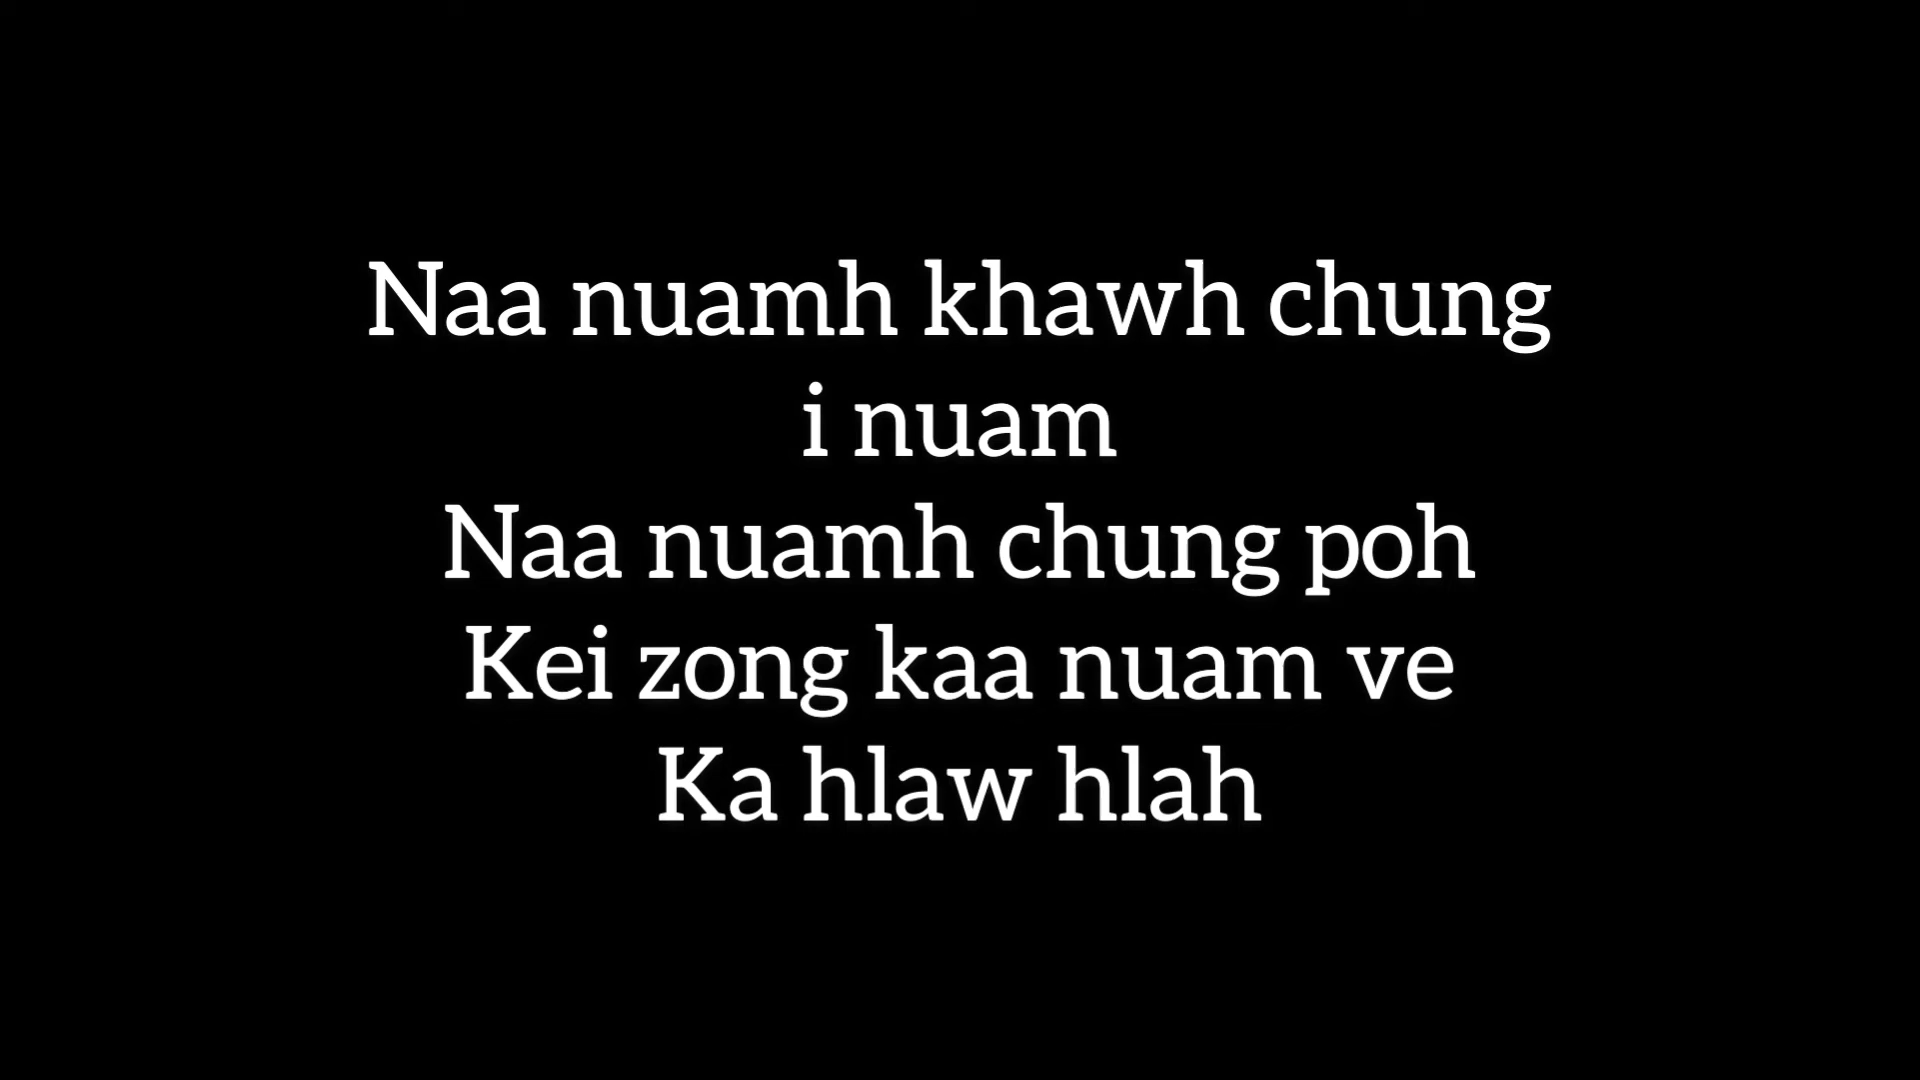 Naa nuamh khawh chung
i nuam
Naa nuamh chung poh
Kei zong kaa nuam ve
Ka hlaw hlah